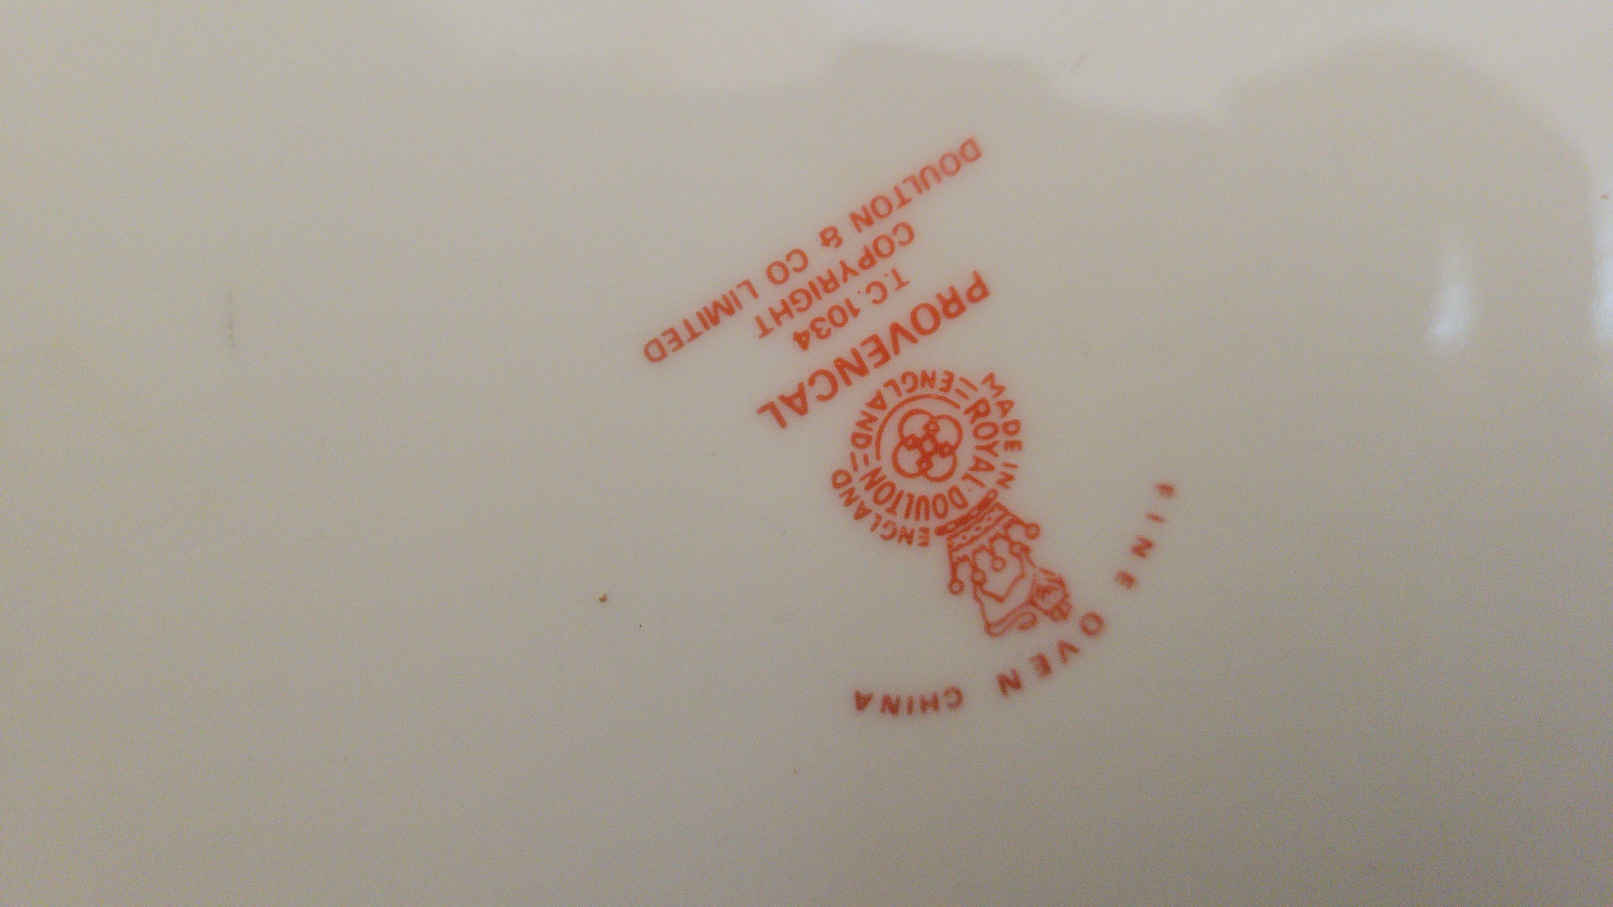 FINE OVEN CHINA
MADE IN ENGLAND
ROYAL DOULTON
ENGLAND
PROVENCAL
T.C. 1034
COPYRIGHT
DOULTON & CO LIMITED